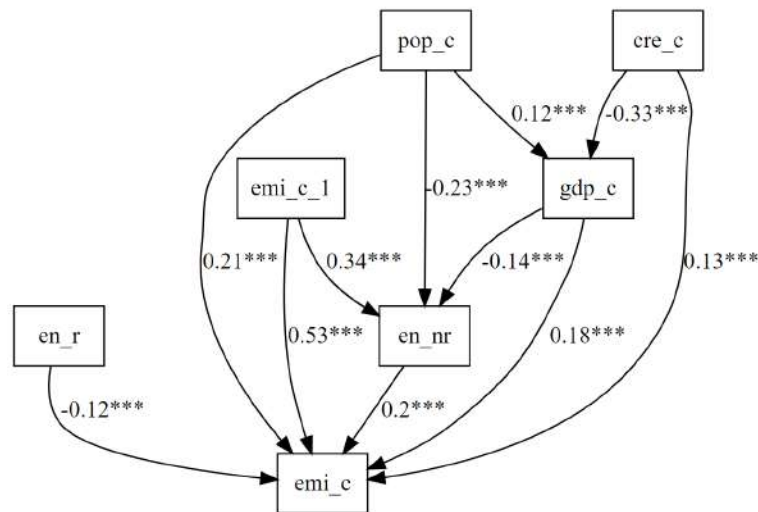 pop_c
cre_c
0.12***
-0.33***
emi_c_1
-0.23***
gdp_c
0.21***
0.34***
-0.14***
0.13***
en_r
0.53***
en_nr
0.18***
-0.12***
0.2***
emi_c